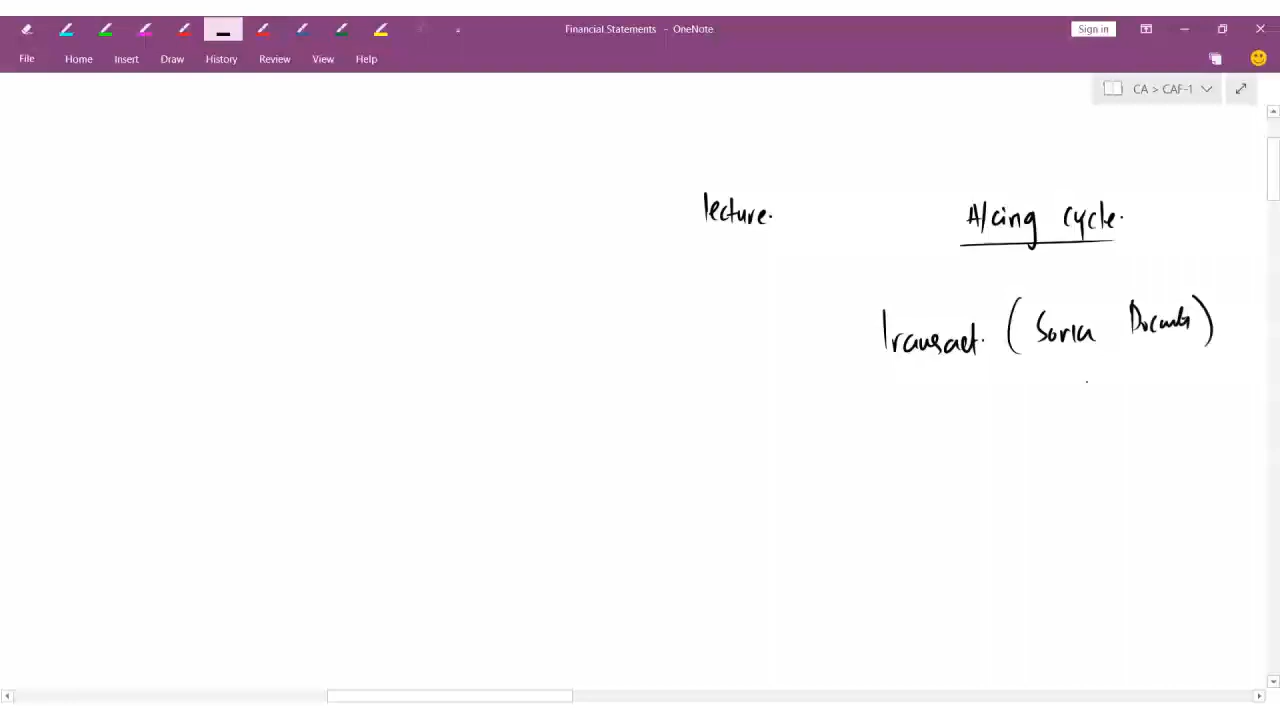 Financial Statements - OneNote
Sign in
File Home Insert Draw History Review View Help
CA > CAF-1
lecture. A/cing cycle.
Transact. (Source Documents)